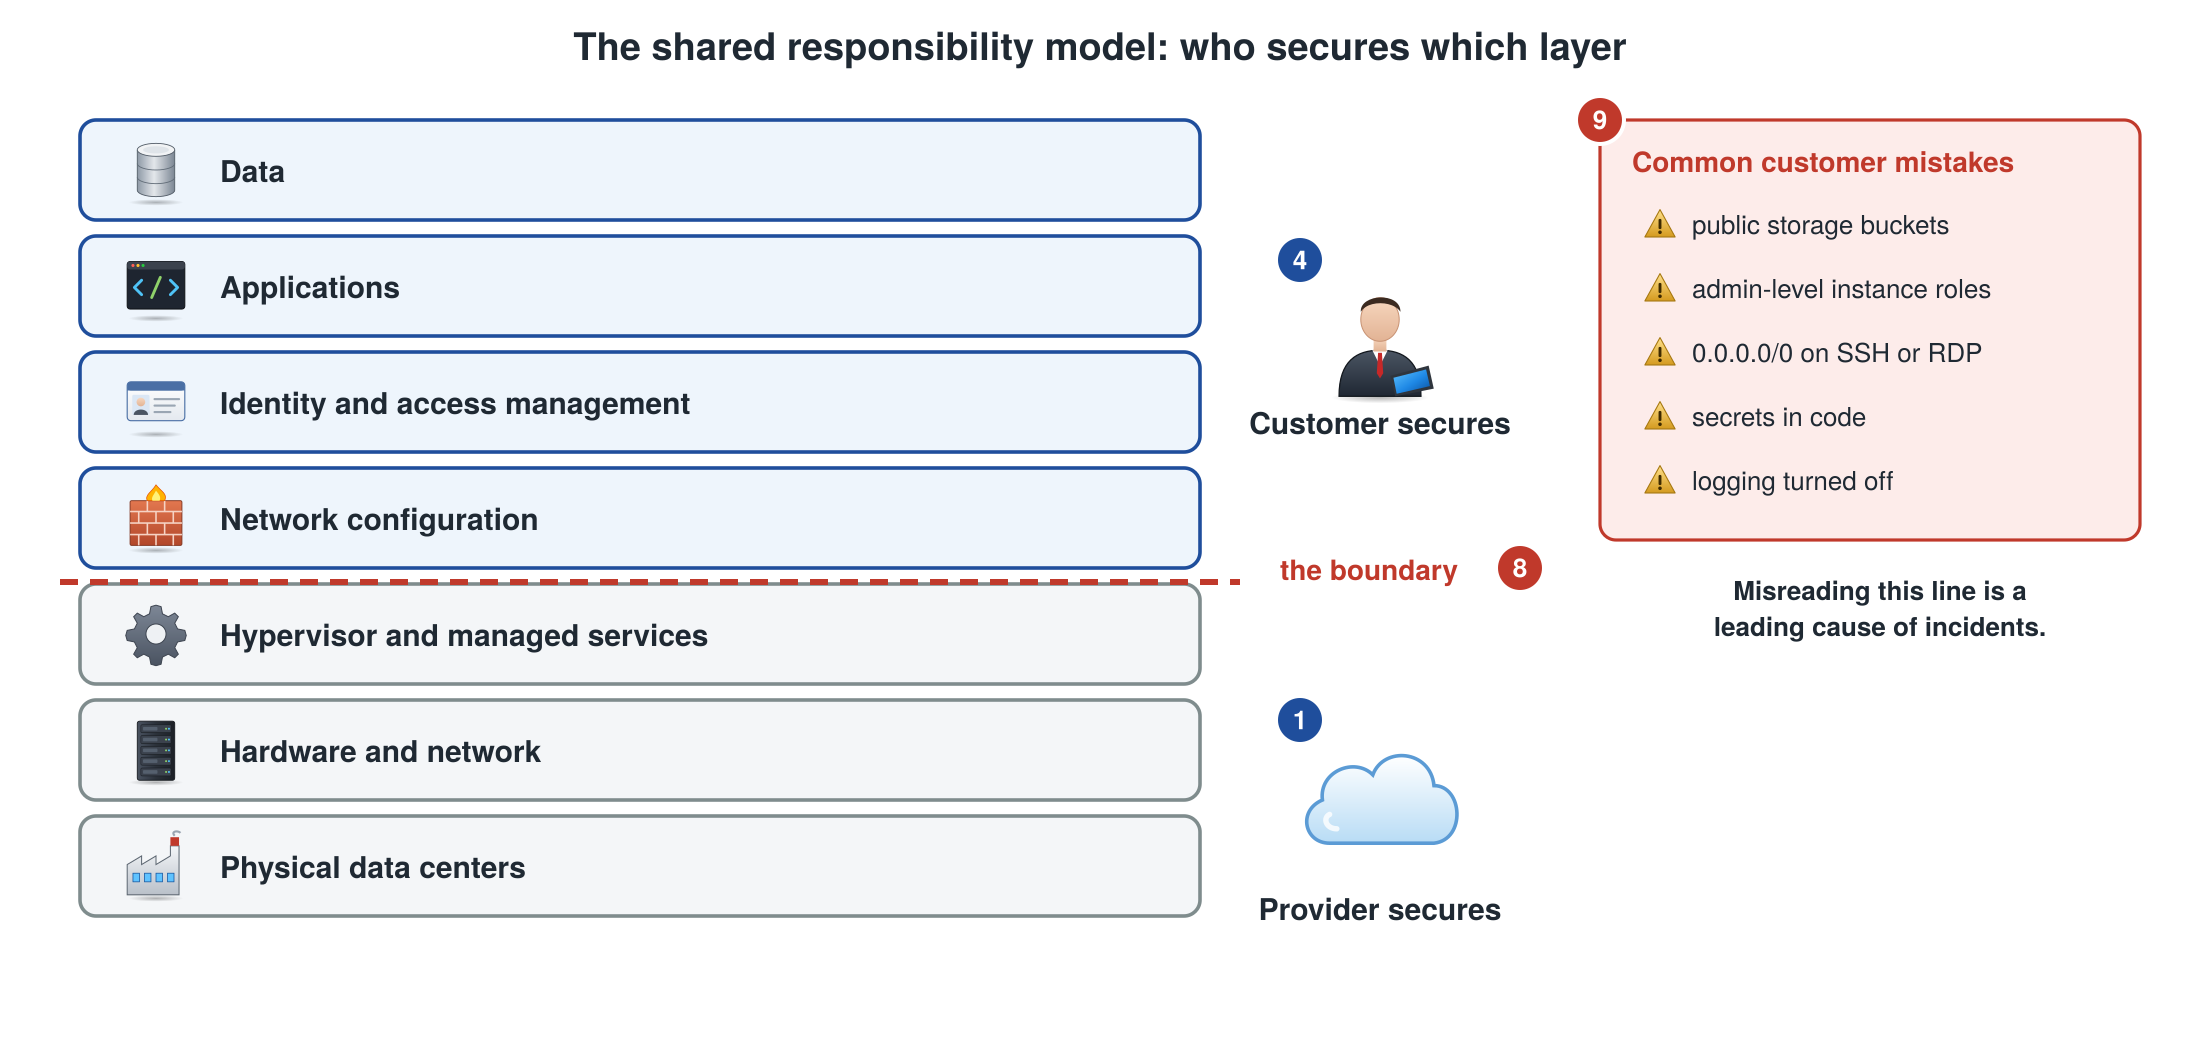 The shared responsibility model: who secures which layer
Data
Applications
Identity and access management
Network configuration
Hypervisor and managed services
Hardware and network
Physical data centers
4
Customer secures
the boundary
8
1
Provider secures
9
Common customer mistakes
public storage buckets
admin-level instance roles
0.0.0.0/0 on SSH or RDP
secrets in code
logging turned off
Misreading this line is a
leading cause of incidents.